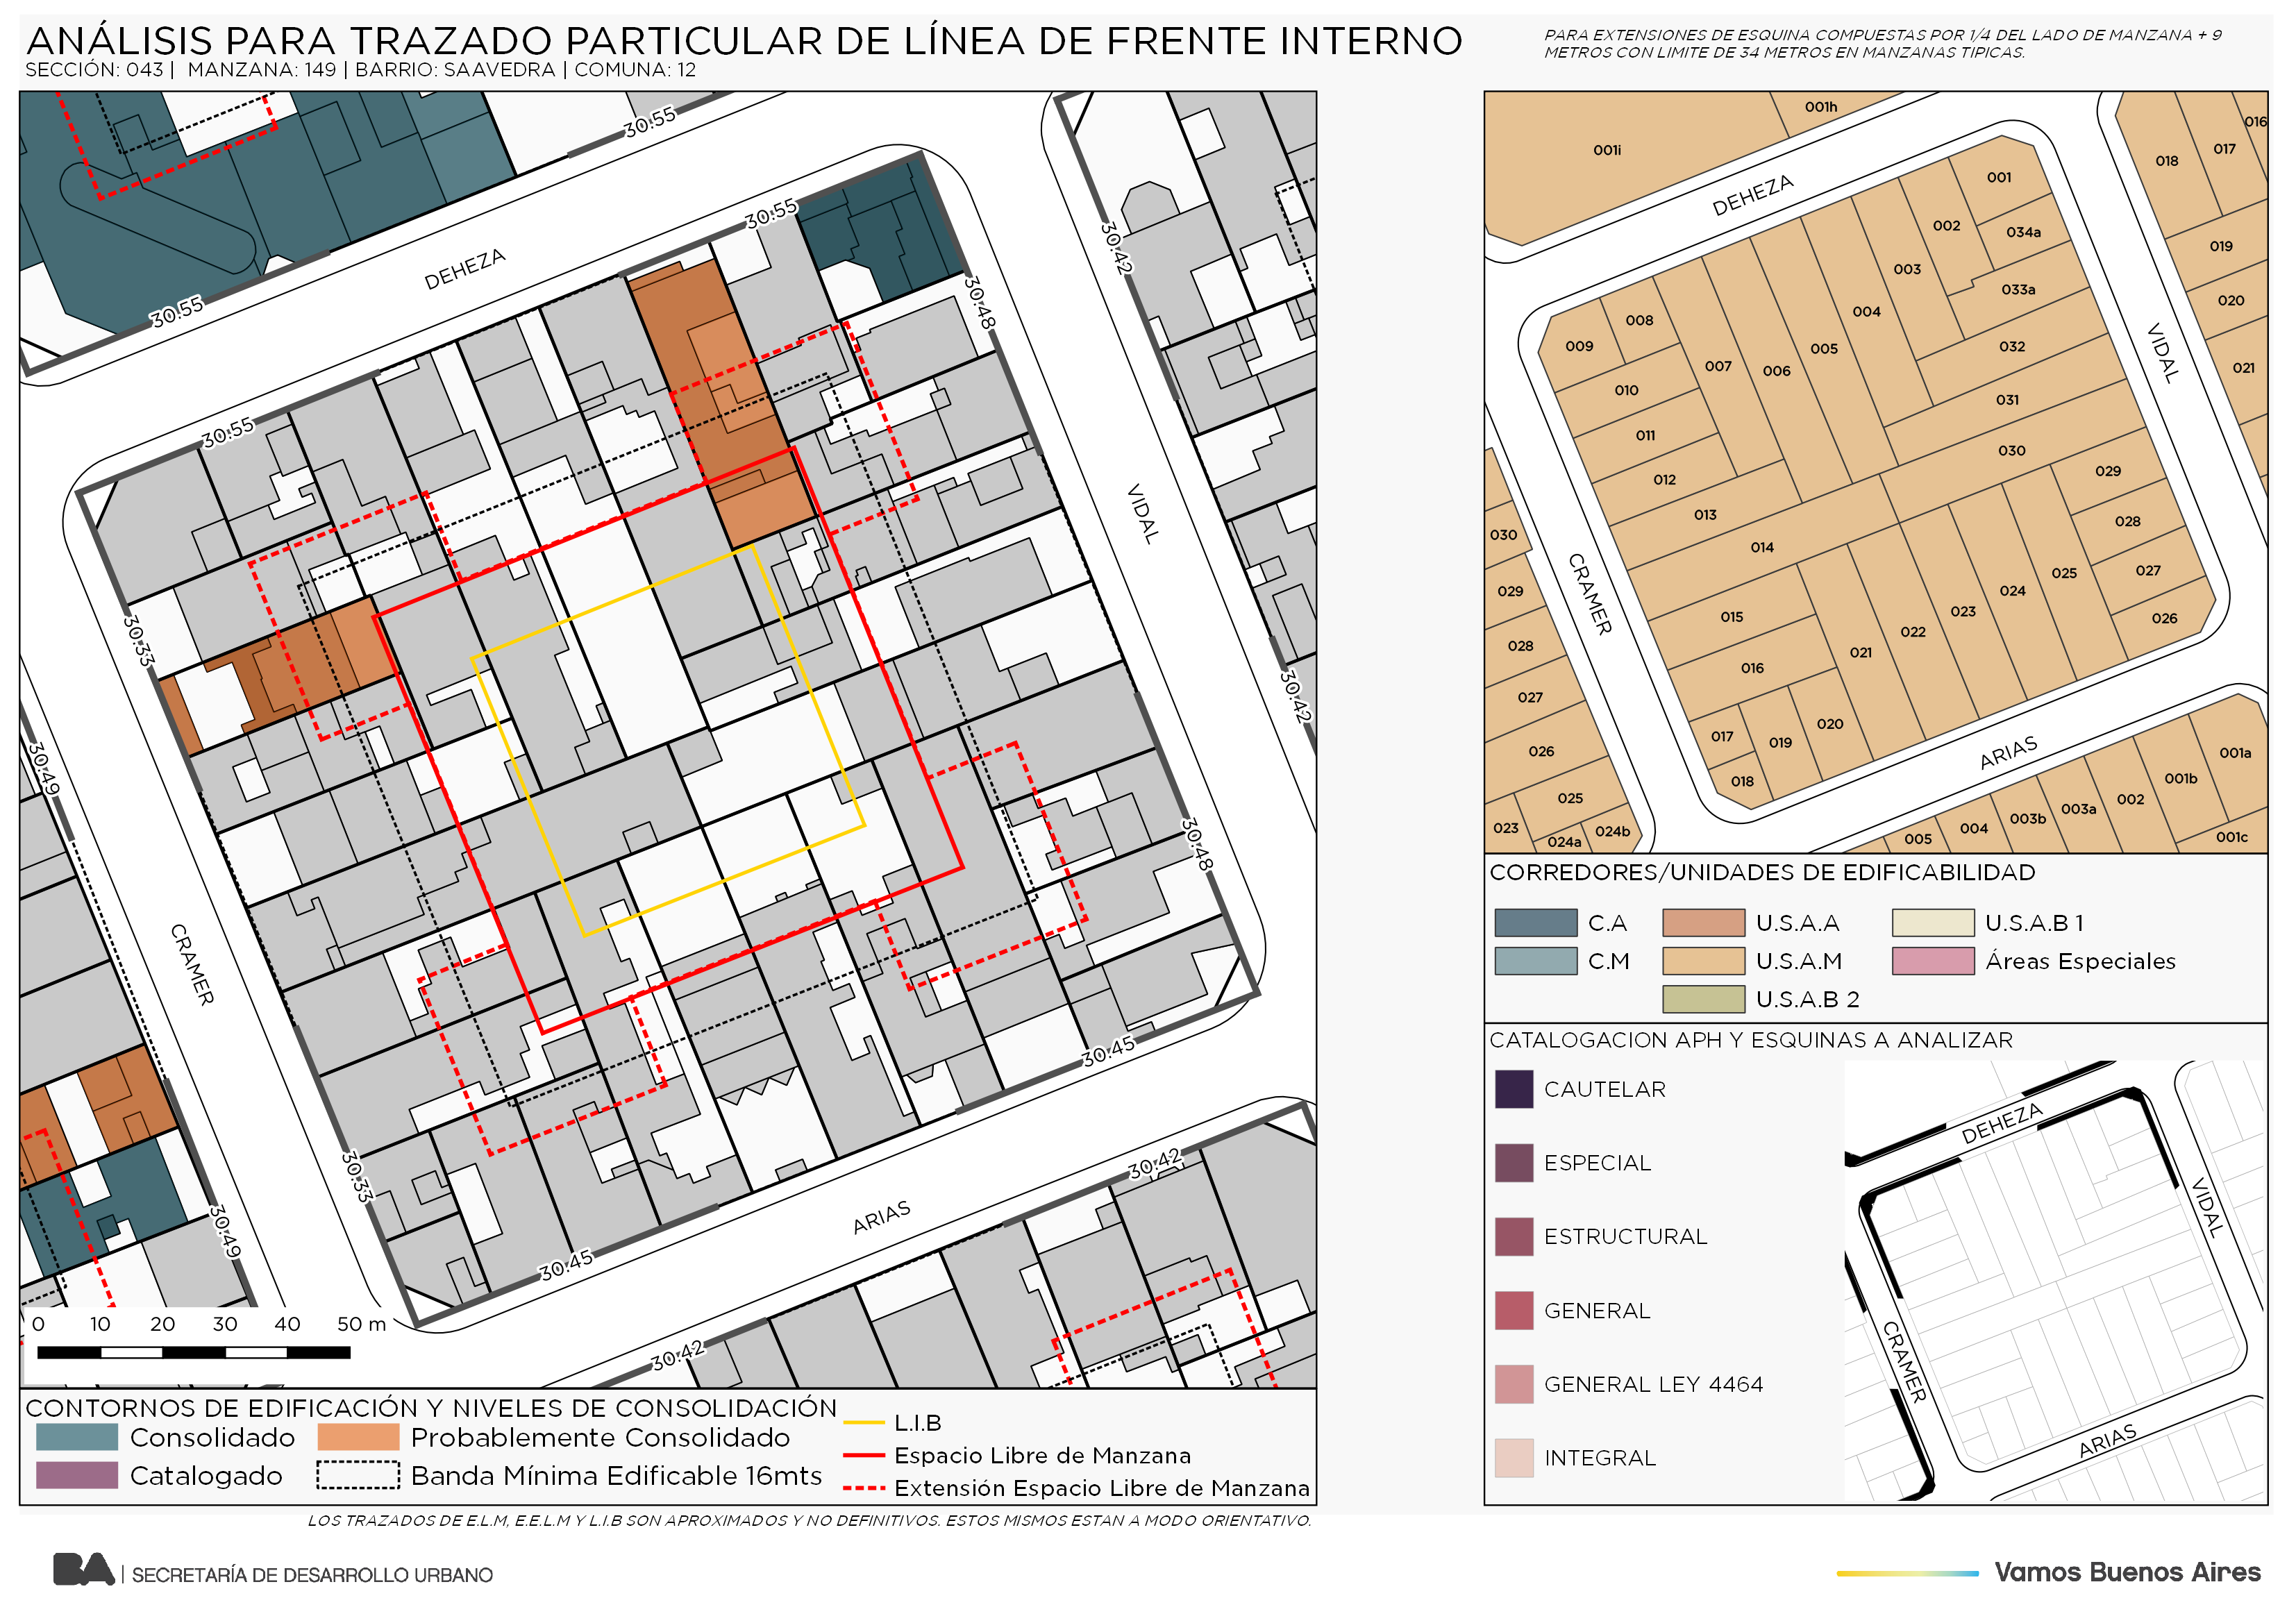 ANÁLISIS PARA TRAZADO PARTICULAR DE LÍNEA DE FRENTE INTERNO
SECCIÓN: 043 | MANZANA: 149 | BARRIO: SAAVEDRA | COMUNA: 12
PARA EXTENSIONES DE ESQUINA COMPUESTAS POR 1/4 DEL LADO DE MANZANA + 9
METROS CON LIMITE DE 34 METROS EN MANZANAS TIPICAS.
30.55
30.55
30.55
30.55
DEHEZA
30.42
30.48
VIDAL
30.33
30.42
30.49
30.48
CRAMER
30.45
30.33
30.42
30.49
ARIAS
30.45
30.42
0 10 20 30 40 50 m
CONTORNOS DE EDIFICACIÓN Y NIVELES DE CONSOLIDACIÓN
Consolidado
Probablemente Consolidado
Catalogado
Banda Mínima Edificable 16mts
L.I.B
Espacio Libre de Manzana
Extensión Espacio Libre de Manzana
LOS TRAZADOS DE E.L.M, E.E.L.M Y L.I.B SON APROXIMADOS Y NO DEFINITIVOS. ESTOS MISMOS ESTAN A MODO ORIENTATIVO.
001h
001i
016
017
018
DEHEZA
001
002
034a
019
003
033a
020
004
008
009
005
032
VIDAL
007
006
021
010
031
011
030
012
029
013
028
030
014
CRAMER
027
025
029
024
015
023
026
028
022
016
021
027
020
017
019
026
018
ARIAS
001a
001b
025
002
003a
003b
004
005
001c
023
024b
024a
CORREDORES/UNIDADES DE EDIFICABILIDAD
C.A
U.S.A.A
U.S.A.B 1
C.M
U.S.A.M
Áreas Especiales
U.S.A.B 2
CATALOGACION APH Y ESQUINAS A ANALIZAR
CAUTELAR
ESPECIAL
ESTRUCTURAL
GENERAL
GENERAL LEY 4464
INTEGRAL
DEHEZA
VIDAL
CRAMER
ARIAS
BA | SECRETARÍA DE DESARROLLO URBANO
Vamos Buenos Aires